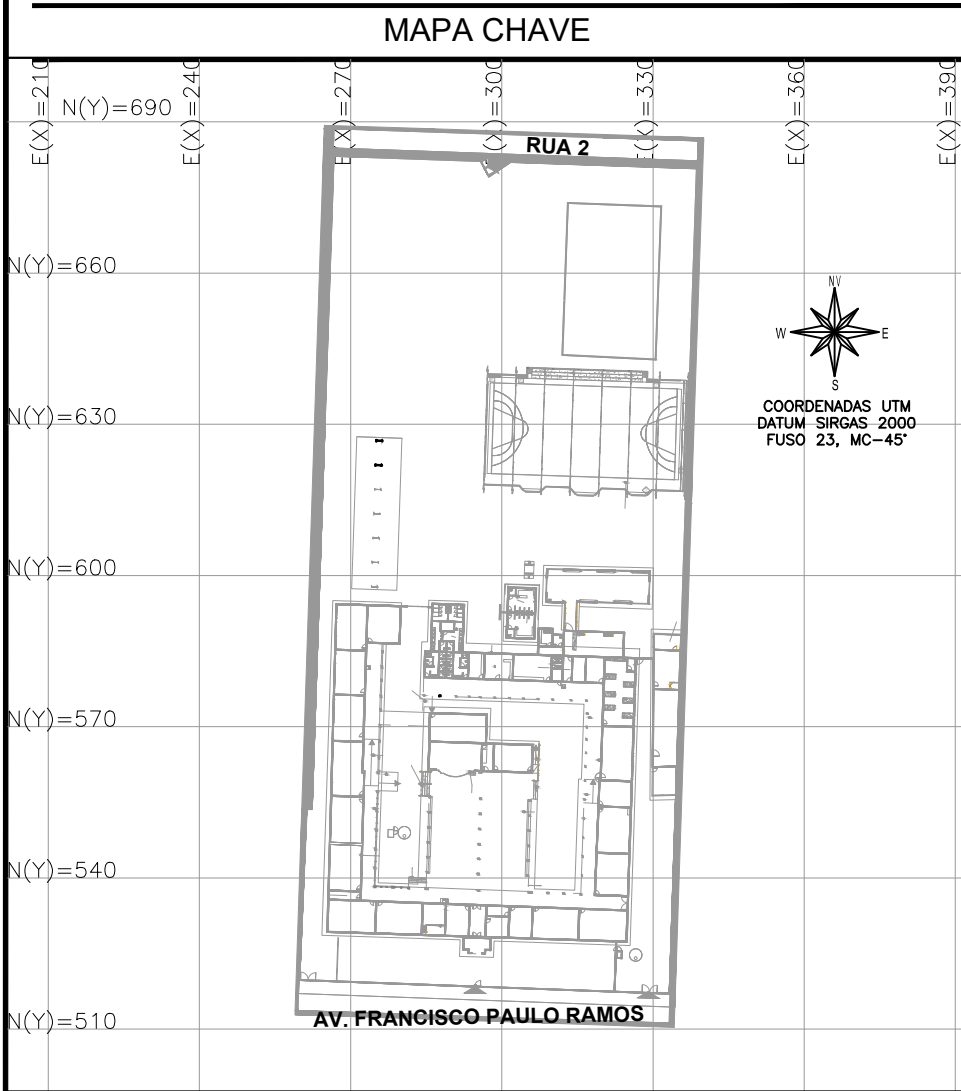 MAPA CHAVE
E(X)=210
E(X)=240
E(X)=270
E(X)=300
E(X)=330
E(X)=360
E(X)=390
N(Y)=690
RUA 2
N(Y)=660
NV
W
E
S
COORDENADAS UTM
DATUM SIRGAS 2000
FUSO 23, MC-45°
N(Y)=630
N(Y)=600
N(Y)=570
N(Y)=540
N(Y)=510
AV. FRANCISCO PAULO RAMOS